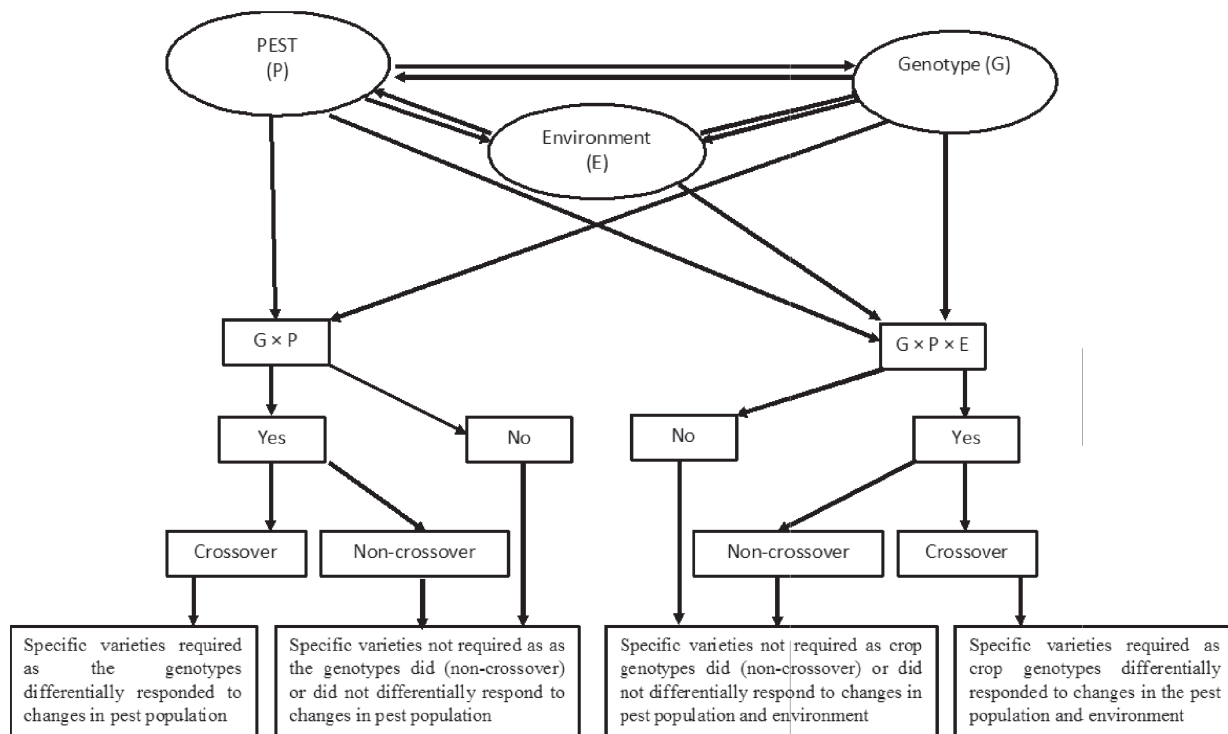 PEST
(P)
Genotype (G)
Environment
(E)
G × P
G × P × E
Yes
No
No
Yes
Crossover
Non-crossover
Non-crossover
Crossover
Specific varieties required
as the genotypes
differentially responded to
changes in pest population
Specific varieties not required as as
the genotypes did (non-crossover)
or did not differentially respond to
changes in pest population
Specific varieties not required as crop
genotypes did (non-crossover) or did
not differentially respond to changes in
pest population and environment
Specific varieties required as
crop genotypes differentially
responded to changes in the pest
population and environment